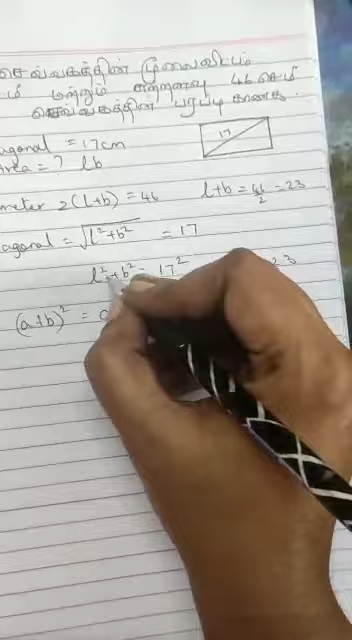 செவ்வகத்தின் மூலைவிட்டம்
மீ மற்றும் சுற்றளவு 46 செ.மீ
செவ்வகத்தின் பரப்பு காண்க.
agonal = 17cm
17
Area = ? lb
meter 2(l+b) = 46 l+b = 46/2 = 23
agonal = √l²+b² = 17
l²+b² = 17² 23
(a+b)² =